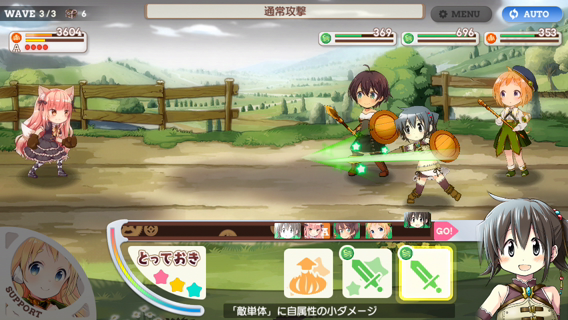 WAVE 3/3 6
通常攻撃
MENU
AUTO
3604
A
369
696
353
GO!
とっておき
SUPPORT
「敵単体」に自属性の小ダメージ